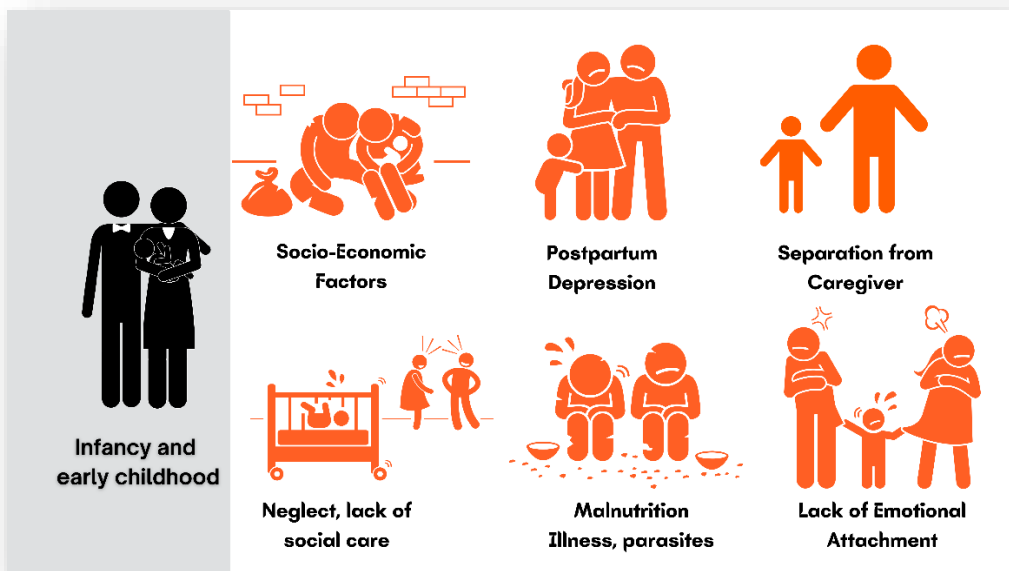 Infancy and
early childhood
Socio-Economic
Factors
Postpartum
Depression
Separation from
Caregiver
Neglect, lack of
social care
Malnutrition
Illness, parasites
Lack of Emotional
Attachment